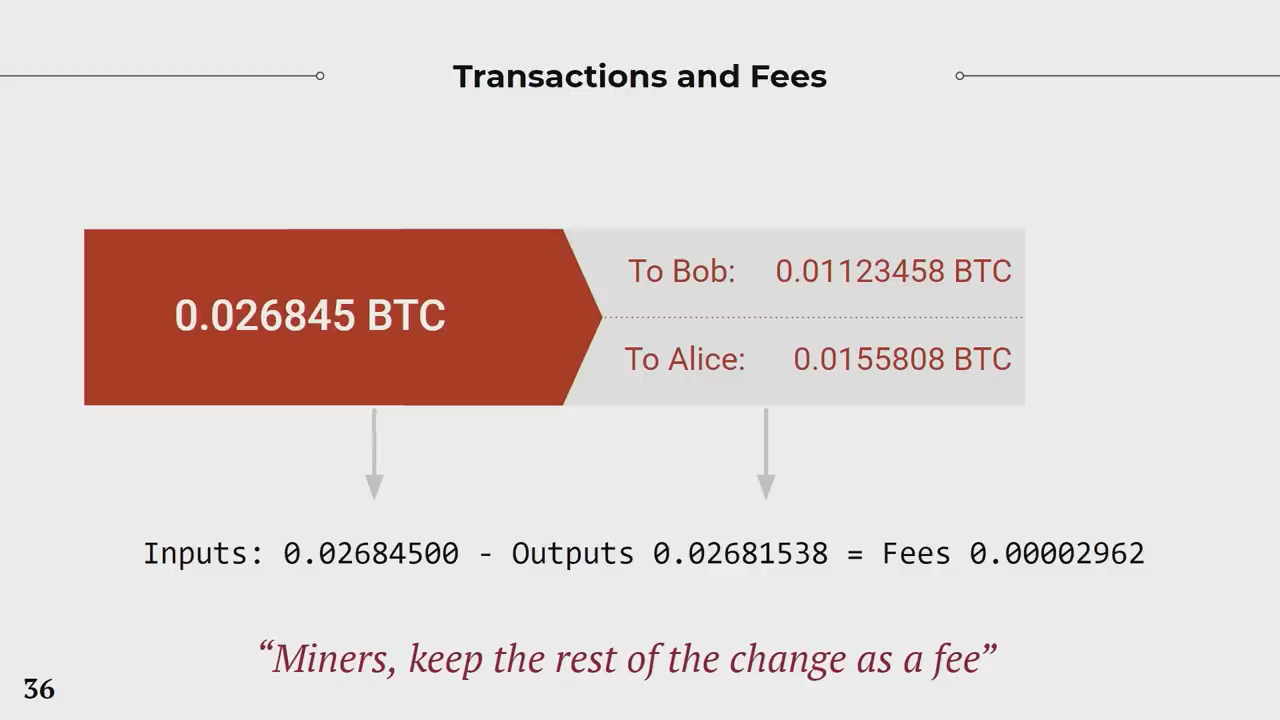 Transactions and Fees
0.026845 BTC
To Bob: 0.01123458 BTC
To Alice: 0.0155808 BTC
Inputs: 0.02684500 - Outputs 0.02681538 = Fees 0.00002962
“Miners, keep the rest of the change as a fee”
36